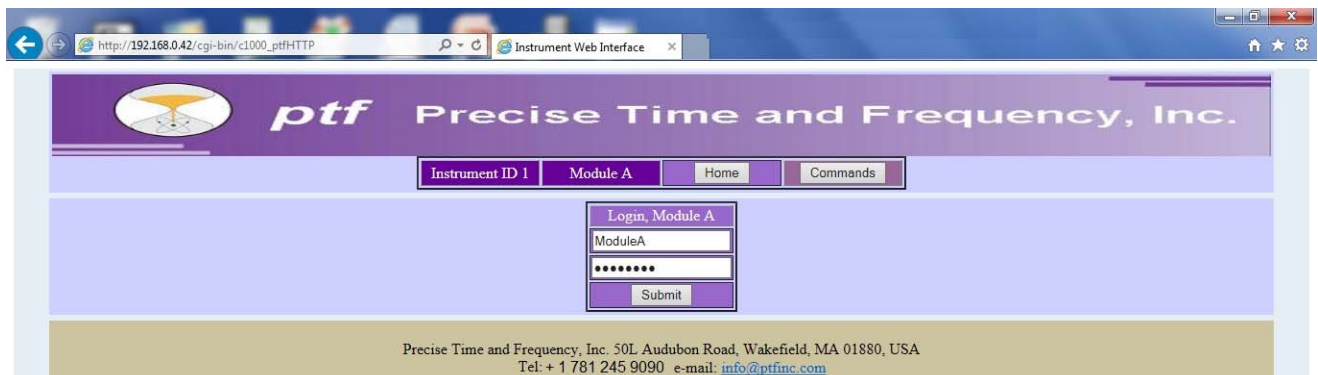 http://192.168.0.42/cgi-bin/c1000_ptfHTTP
Instrument Web Interface
ptf Precise Time and Frequency, Inc.
Instrument ID 1 Module A Home Commands
Login, Module A
ModuleA
••••••••
Submit
Precise Time and Frequency, Inc. 50L Audubon Road, Wakefield, MA 01880, USA
Tel: + 1 781 245 9090 e-mail: info@ptfinc.com